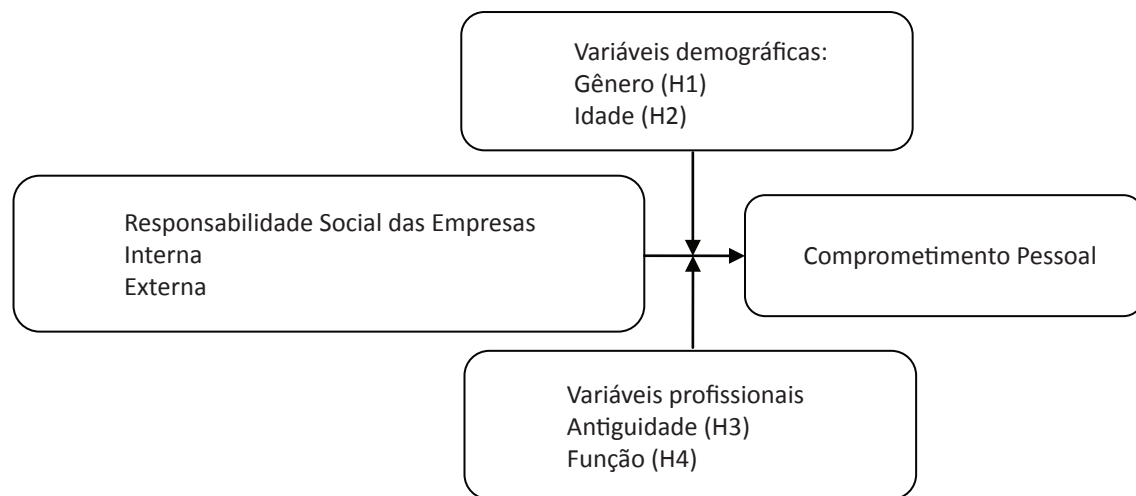 Variáveis demográficas:
Gênero (H1)
Idade (H2)
Responsabilidade Social das Empresas
Interna
Externa
Comprometimento Pessoal
Variáveis profissionais
Antiguidade (H3)
Função (H4)